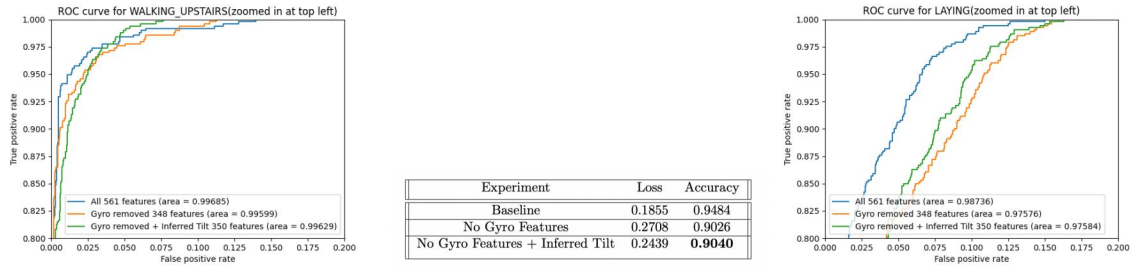 ROC curve for WALKING_UPSTAIRS(zoomed in at top left)
True positive rate
1.000
0.975
0.950
0.925
0.900
0.875
0.850
0.825
0.800
All 561 features (area = 0.99685)
Gyro removed 348 features (area = 0.99599)
Gyro removed + Inferred Tilt 350 features (area = 0.99629)
0.000 0.025 0.050 0.075 0.100 0.125 0.150 0.175 0.200
False positive rate
Experiment Loss Accuracy
Baseline 0.1855 0.9484
No Gyro Features 0.2708 0.9026
No Gyro Features + Inferred Tilt 0.2439 0.9040
ROC curve for LAYING(zoomed in at top left)
True positive rate
1.000
0.975
0.950
0.925
0.900
0.875
0.850
0.825
0.800
All 561 features (area = 0.98736)
Gyro removed 348 features (area = 0.97576)
Gyro removed + Inferred Tilt 350 features (area = 0.97584)
0.000 0.025 0.050 0.075 0.100 0.125 0.150 0.175 0.200
False positive rate